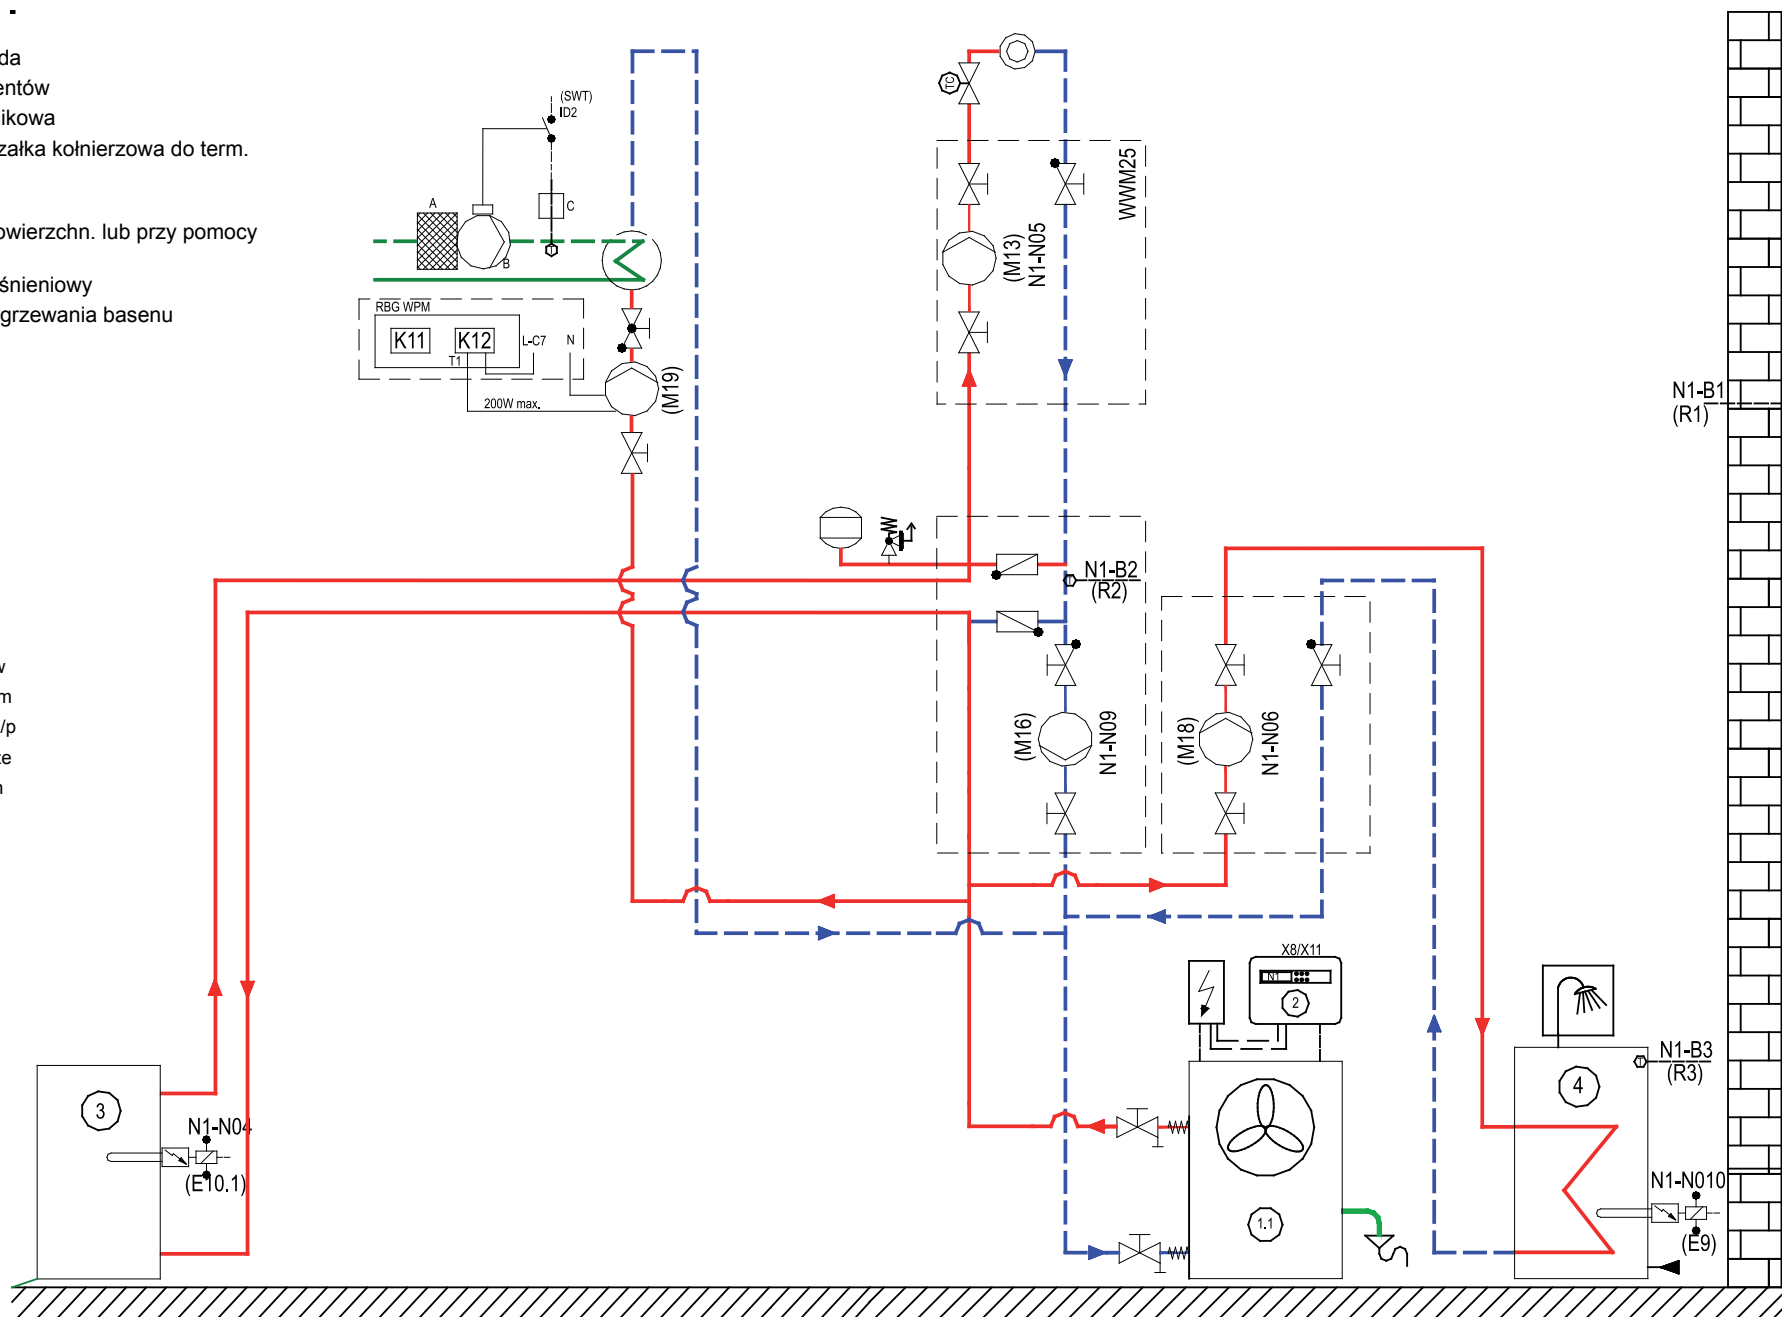 da
entów
nikowa
załka kołnierzowa do term.
owierzchn. lub przy pomocy
śnieniowy
grzewania basenu
w
m
/p
te
n
(SWT)
ID2
A
B
C
RBG WPM
K11
K12
T1
L-C7
N
200W max.
(M19)
TC
WWM25
(M13)
N1-N05
N1-B1
(R1)
N1-B2
(R2)
(M16)
N1-N09
(M18)
N1-N06
X8/X11
N1
2
1.1
3
N1-N04
(E10.1)
4
T
N1-B3
(R3)
N1-N010
(E9)